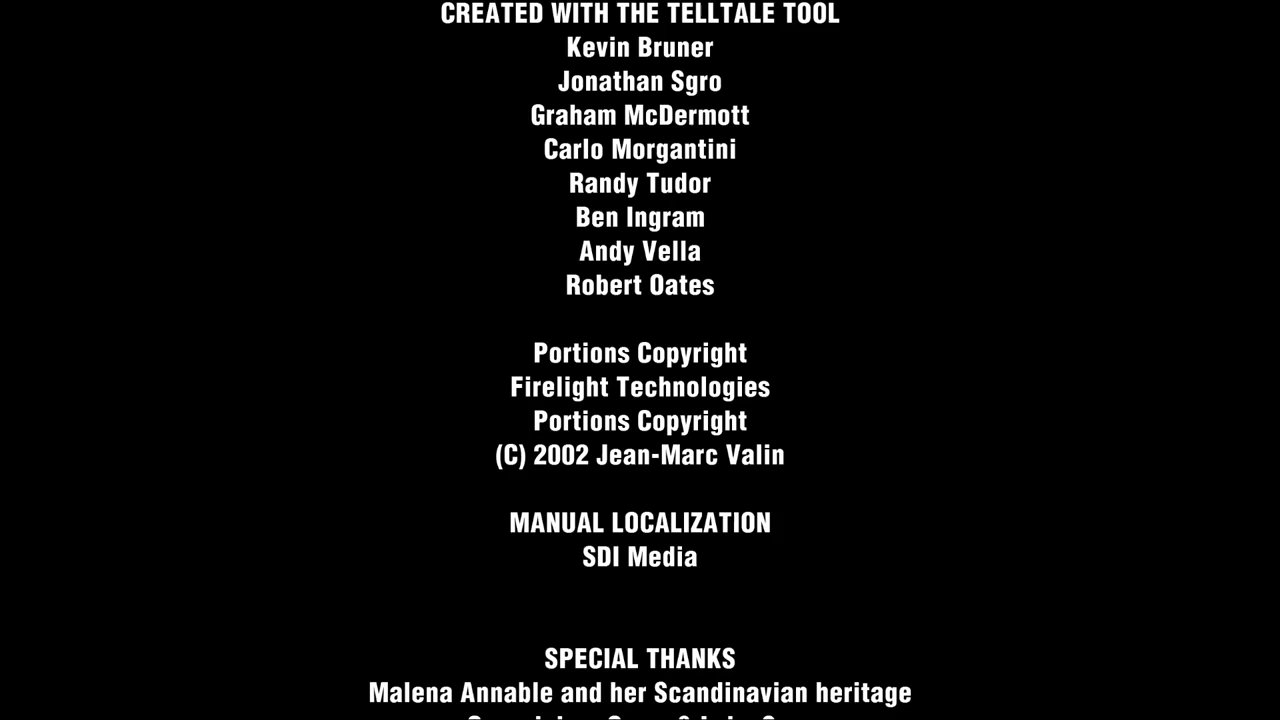 CREATED WITH THE TELLTALE TOOL
Kevin Bruner
Jonathan Sgro
Graham McDermott
Carlo Morgantini
Randy Tudor
Ben Ingram
Andy Vella
Robert Oates
Portions Copyright
Firelight Technologies
Portions Copyright
(C) 2002 Jean-Marc Valin
MANUAL LOCALIZATION
SDI Media
SPECIAL THANKS
Malena Annable and her Scandinavian heritage